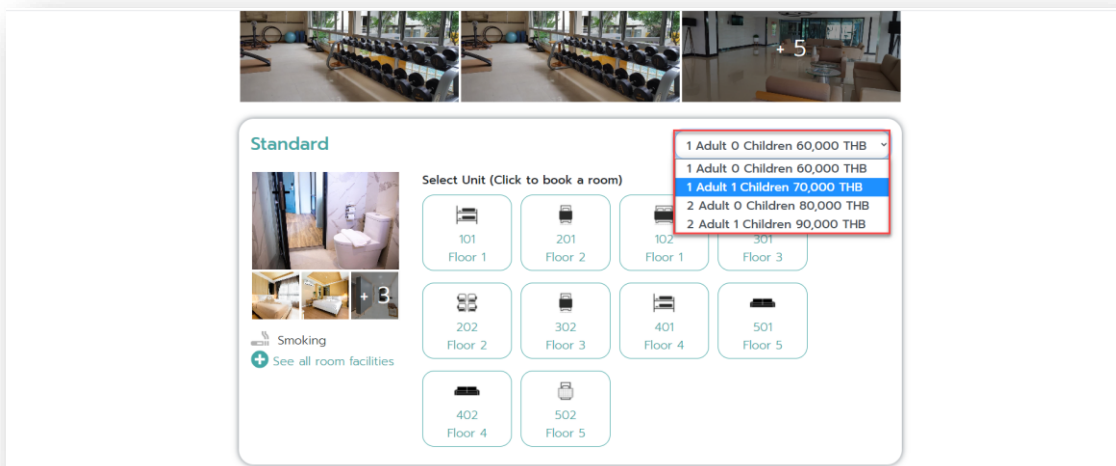 + 5
Standard
1 Adult 0 Children 60,000 THB
1 Adult 0 Children 60,000 THB
1 Adult 1 Children 70,000 THB
2 Adult 0 Children 80,000 THB
2 Adult 1 Children 90,000 THB
Select Unit (Click to book a room)
101
Floor 1
201
Floor 2
102
Floor 1
301
Floor 3
202
Floor 2
302
Floor 3
401
Floor 4
501
Floor 5
402
Floor 4
502
Floor 5
+ 3
Smoking
See all room facilities